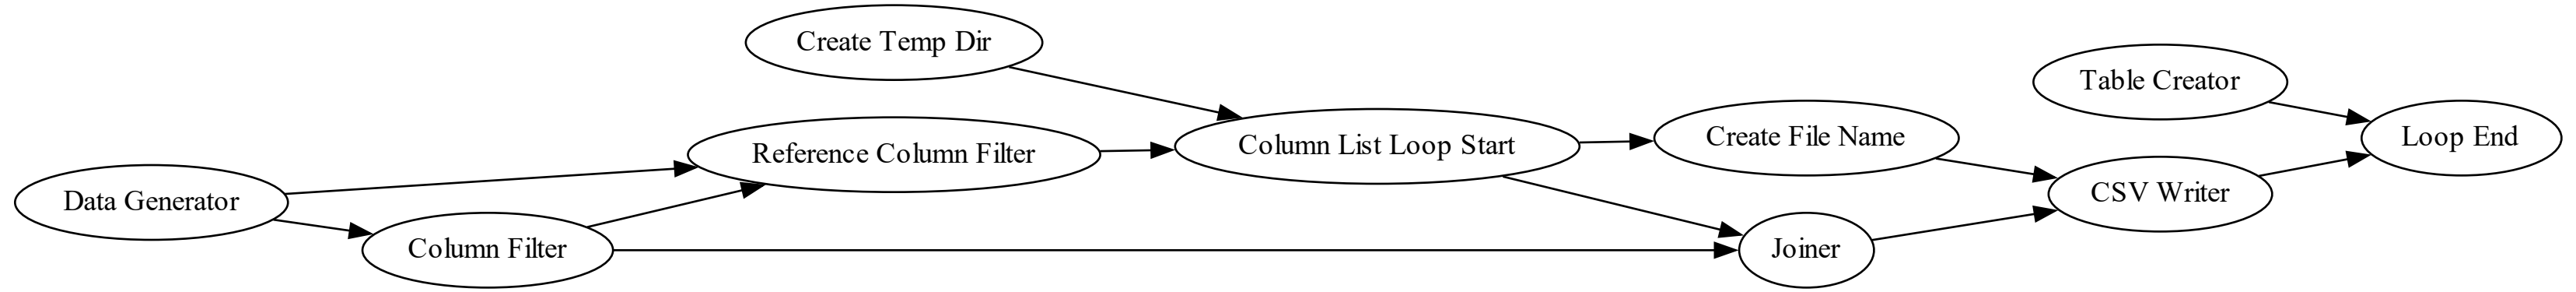 Create Temp Dir
Table Creator
Create File Name
Loop End
Column List Loop Start
Reference Column Filter
CSV Writer
Data Generator
Column Filter
Joiner